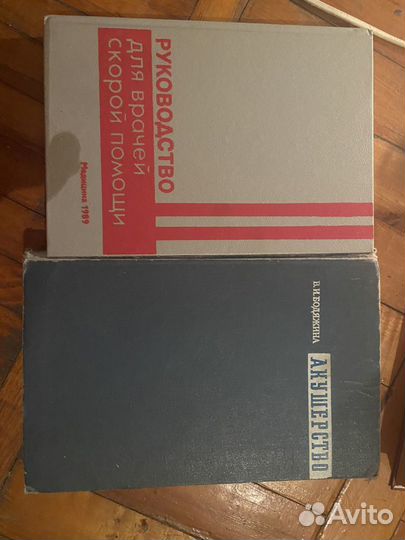 РУКОВОДСТВО
для врачей
скорой помощи
Медицина 1989
В.И.БОДЯЖИНА
АКУШЕРСТВО
Avito